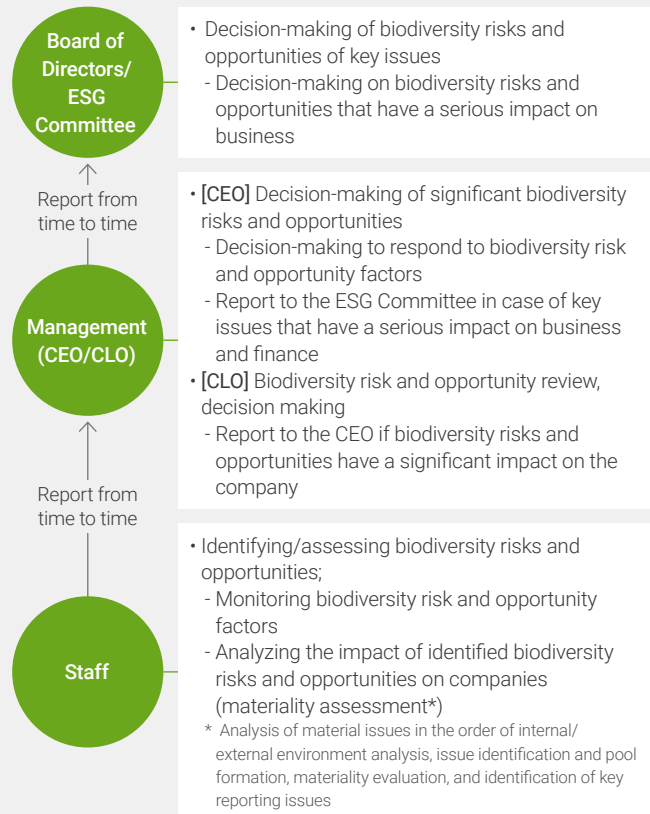 Board of
Directors/
ESG
Committee
• Decision-making of biodiversity risks and
opportunities of key issues
- Decision-making on biodiversity risks and
opportunities that have a serious impact on
business
Report from
time to time
Management
(CEO/CLO)
• [CEO] Decision-making of significant biodiversity
risks and opportunities
- Decision-making to respond to biodiversity risk
and opportunity factors
- Report to the ESG Committee in case of key
issues that have a serious impact on business
and finance
• [CLO] Biodiversity risk and opportunity review,
decision making
- Report to the CEO if biodiversity risks and
opportunities have a significant impact on the
company
Report from
time to time
Staff
• Identifying/assessing biodiversity risks and
opportunities;
- Monitoring biodiversity risk and opportunity
factors
- Analyzing the impact of identified biodiversity
risks and opportunities on companies
(materiality assessment*)
* Analysis of material issues in the order of internal/
external environment analysis, issue identification and pool
formation, materiality evaluation, and identification of key
reporting issues